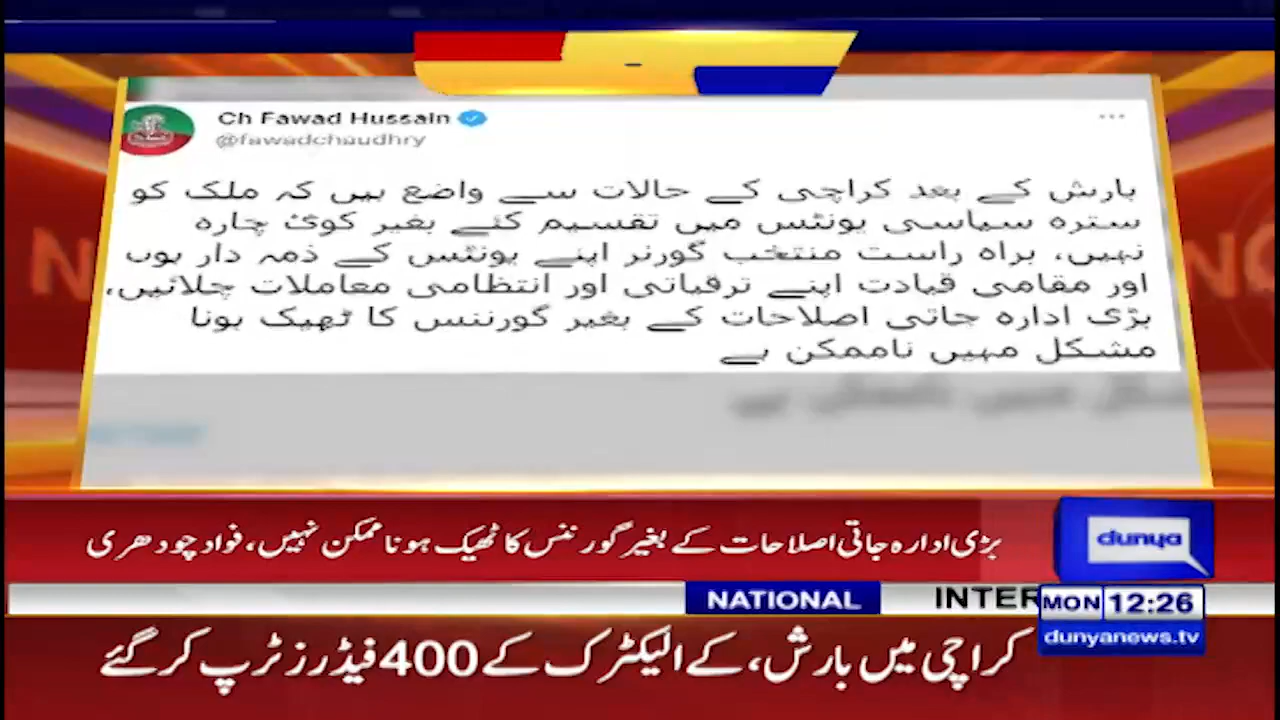 Ch Fawad Hussain
@fawadchaudhry
بارش کے بعد کراچی کے حالات سے واضع ہیں کہ ملک کو
سترہ سیاسی یونٹس میں تقسیم کئے بغیر کوئ چارہ
نہیں، براہ راست منتخب گورنر اپنے یونٹس کے ذمہ دار ہوں
اور مقامی قیادت اپنے ترقیاتی اور انتظامی معاملات چلائیں،
بڑی ادارہ جاتی اصلاحات کے بغیر گورننس کا ٹھیک ہونا
مشکل مہیں ناممکن ہے
بڑی ادارہ جاتی اصلاحات کے بغیر گورننس کا ٹھیک ہونا ممکن نہیں، فواد چودھری
dunya
NATIONAL
INTER
MON 12:26
dunyanews.tv
کراچی میں بارش، کے الیکٹرک کے 400 فیڈرز ٹرپ کر گئے